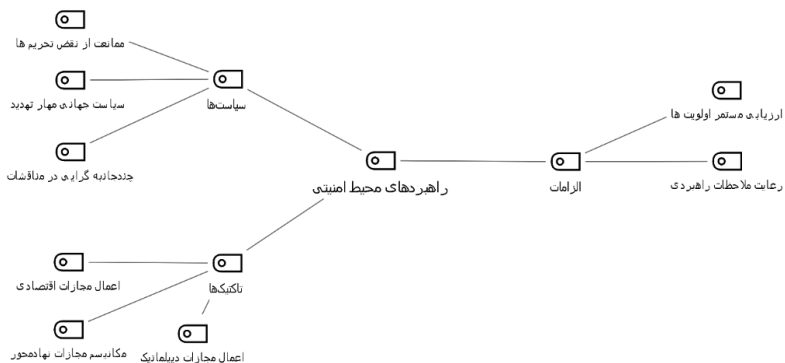 ممانعت از نقض تحریم ها
سیاست جهانی مهار تهدید
چندجانبه گرایی در مناقشات
سیاست‌ها
راهبردهای محیط امنیتی
الزامات
ارزیابی مستمر اولویت ها
رعایت ملاحظات راهبردی
تاکتیک‌ها
اعمال مجازات اقتصادی
مکانیسم مجازات نهادمحور
اعمال مجازات دیپلماتیک